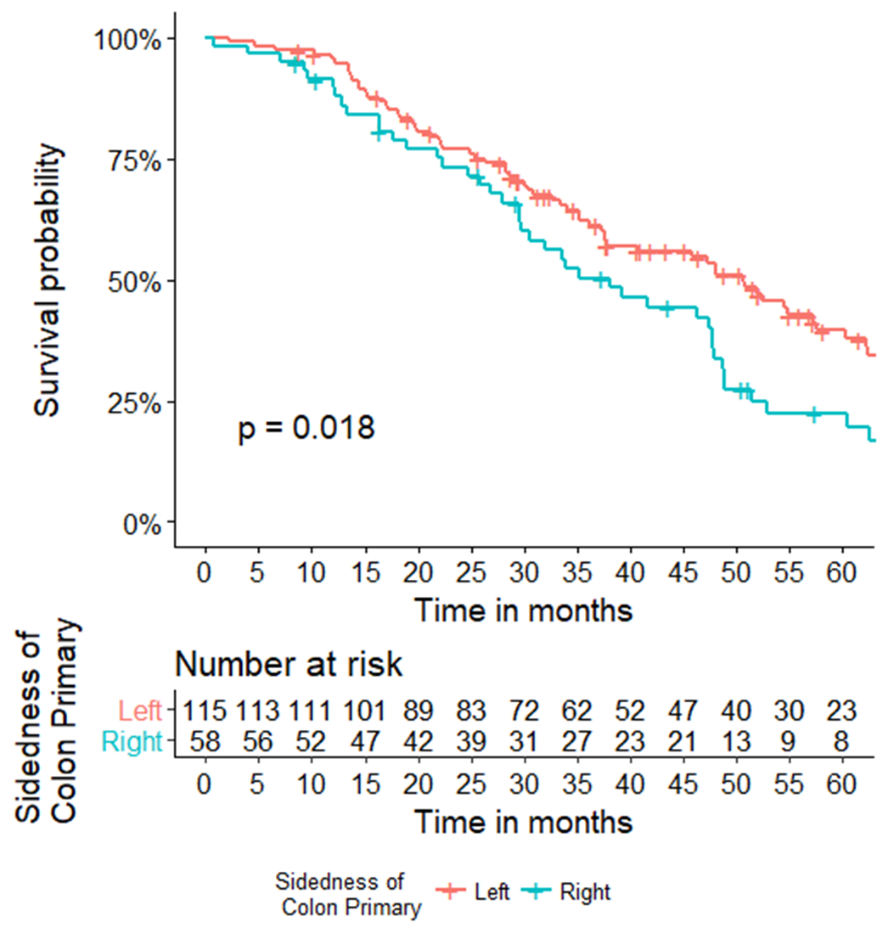 100%
75%
50%
25%
0%
Survival probability
p = 0.018
0 5 10 15 20 25 30 35 40 45 50 55 60
Time in months
Number at risk
Sidedness of
Colon Primary
Left 115 113 111 101 89 83 72 62 52 47 40 30 23
Right 58 56 52 47 42 39 31 27 23 21 13 9 8
0 5 10 15 20 25 30 35 40 45 50 55 60
Time in months
Sidedness of
Colon Primary
Left Right